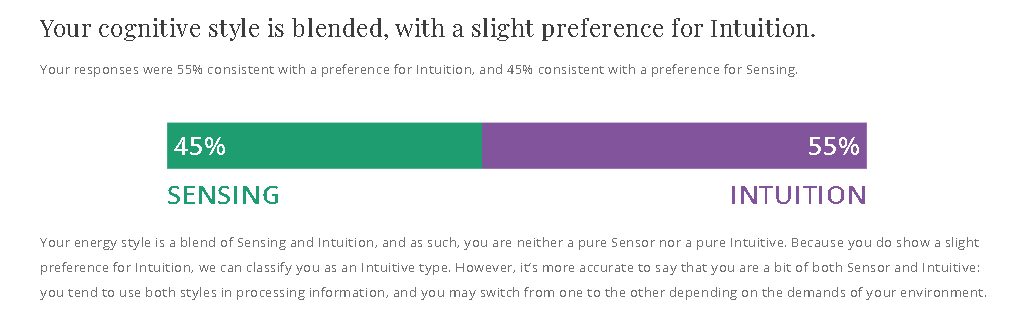 Your cognitive style is blended, with a slight preference for Intuition.
Your responses were 55% consistent with a preference for Intuition, and 45% consistent with a preference for Sensing.
45% 55%
SENSING INTUITION
Your energy style is a blend of Sensing and Intuition, and as such, you are neither a pure Sensor nor a pure Intuitive. Because you do show a slight
preference for Intuition, we can classify you as an Intuitive type. However, it's more accurate to say that you are a bit of both Sensor and Intuitive:
you tend to use both styles in processing information, and you may switch from one to the other depending on the demands of your environment.